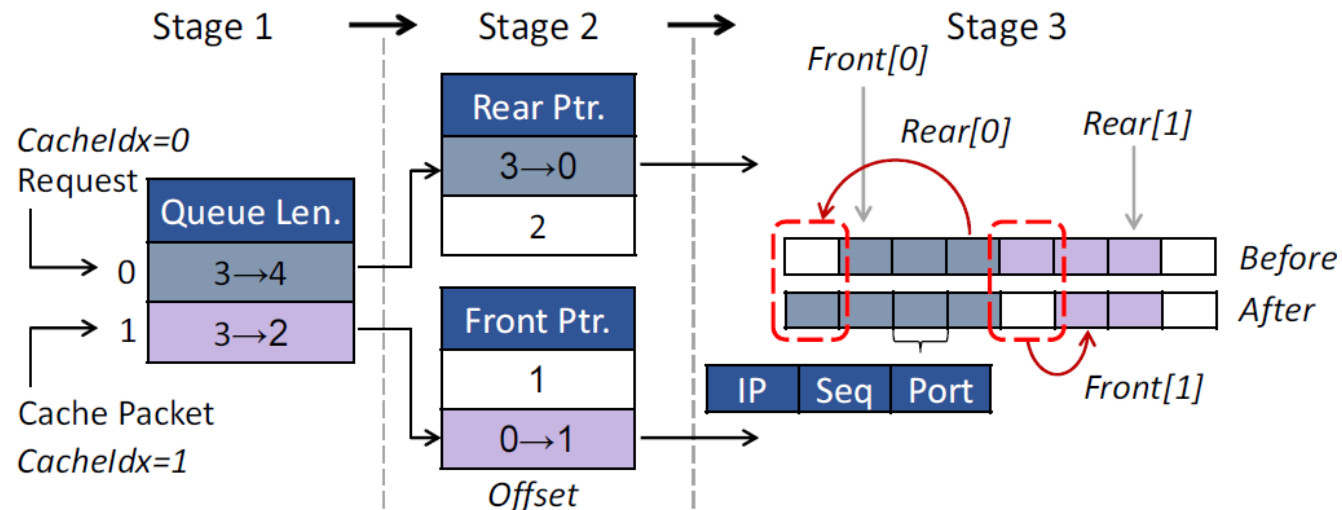 Stage 1
Stage 2
Stage 3
CacheIdx=0
Request
Queue Len.
0
3→4
1
3→2
Cache Packet
CacheIdx=1
Rear Ptr.
3→0
2
Front Ptr.
1
0→1
Offset
Front[0]
Rear[0]
Rear[1]
Before
After
IP Seq Port
Front[1]